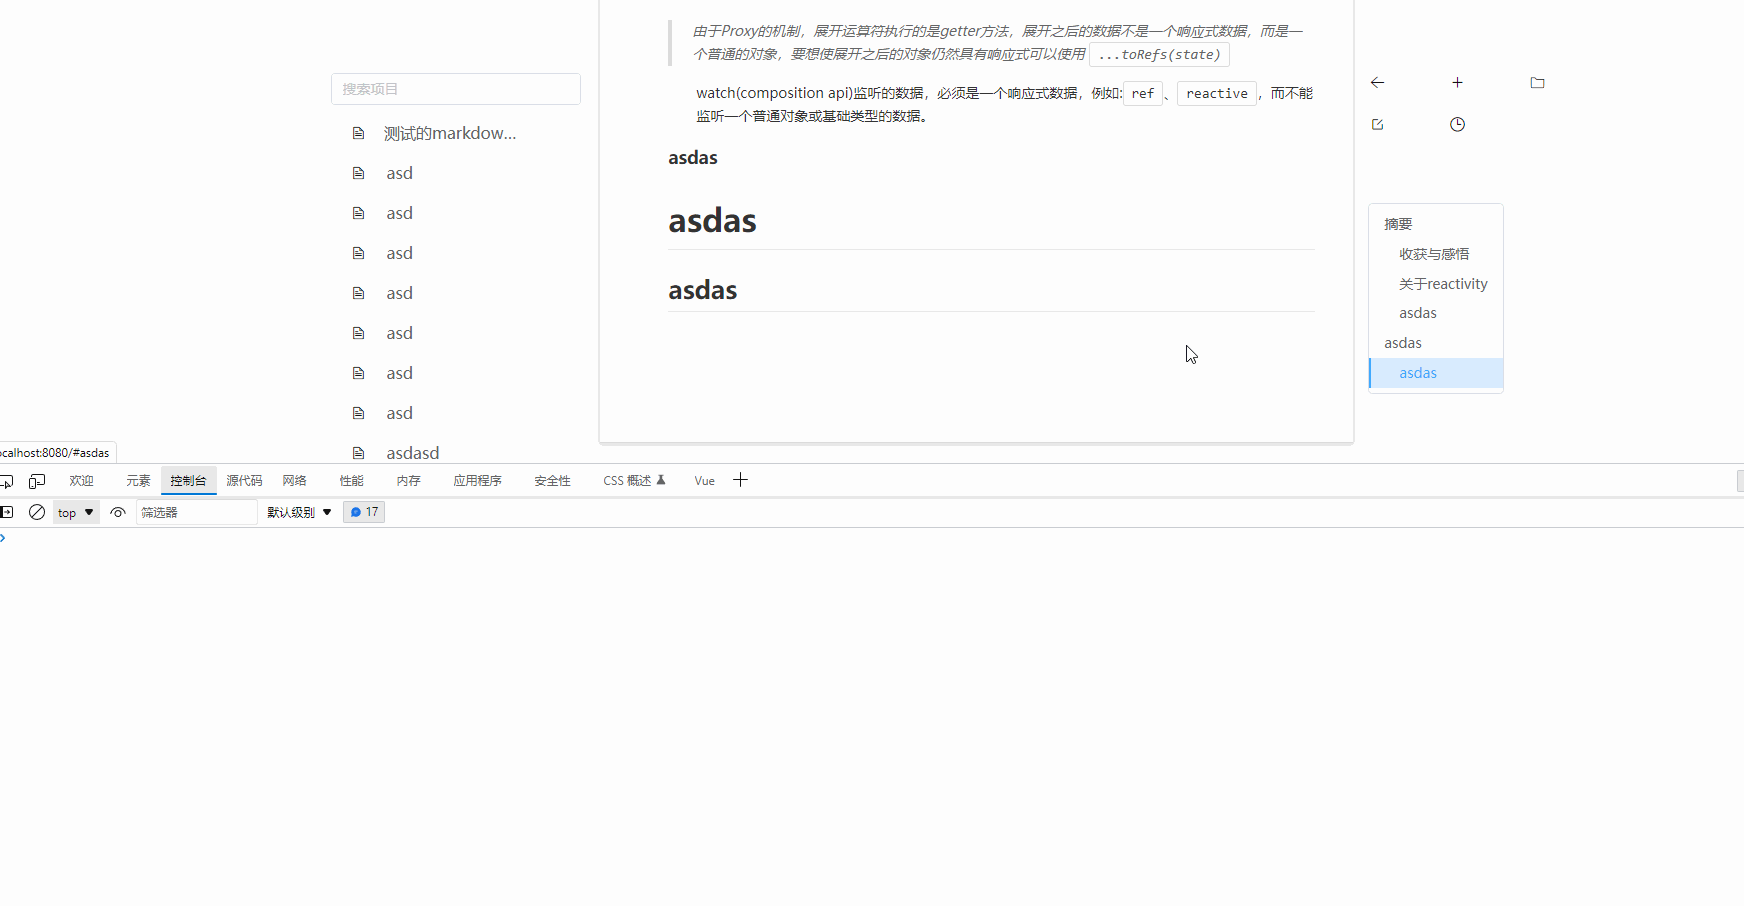 搜索项目
测试的markdow...
asd
asd
asd
asd
asd
asd
asd
asdasd
由于Proxy的机制，展开运算符执行的是getter方法，展开之后的数据不是一个响应式数据，而是一
个普通的对象，要想使展开之后的对象仍然具有响应式可以使用 ...toRefs(state)
watch(composition api)监听的数据，必须是一个响应式数据，例如:ref、reactive，而不能
监听一个普通对象或基础类型的数据。
asdas
asdas
asdas
摘要
收获与感悟
关于reactivity
asdas
asdas
asdas
ocalhost:8080/#asdas
欢迎 元素 控制台 源代码 网络 性能 内存 应用程序 安全性 CSS 概述 Vue
top 筛选器 默认级别 17